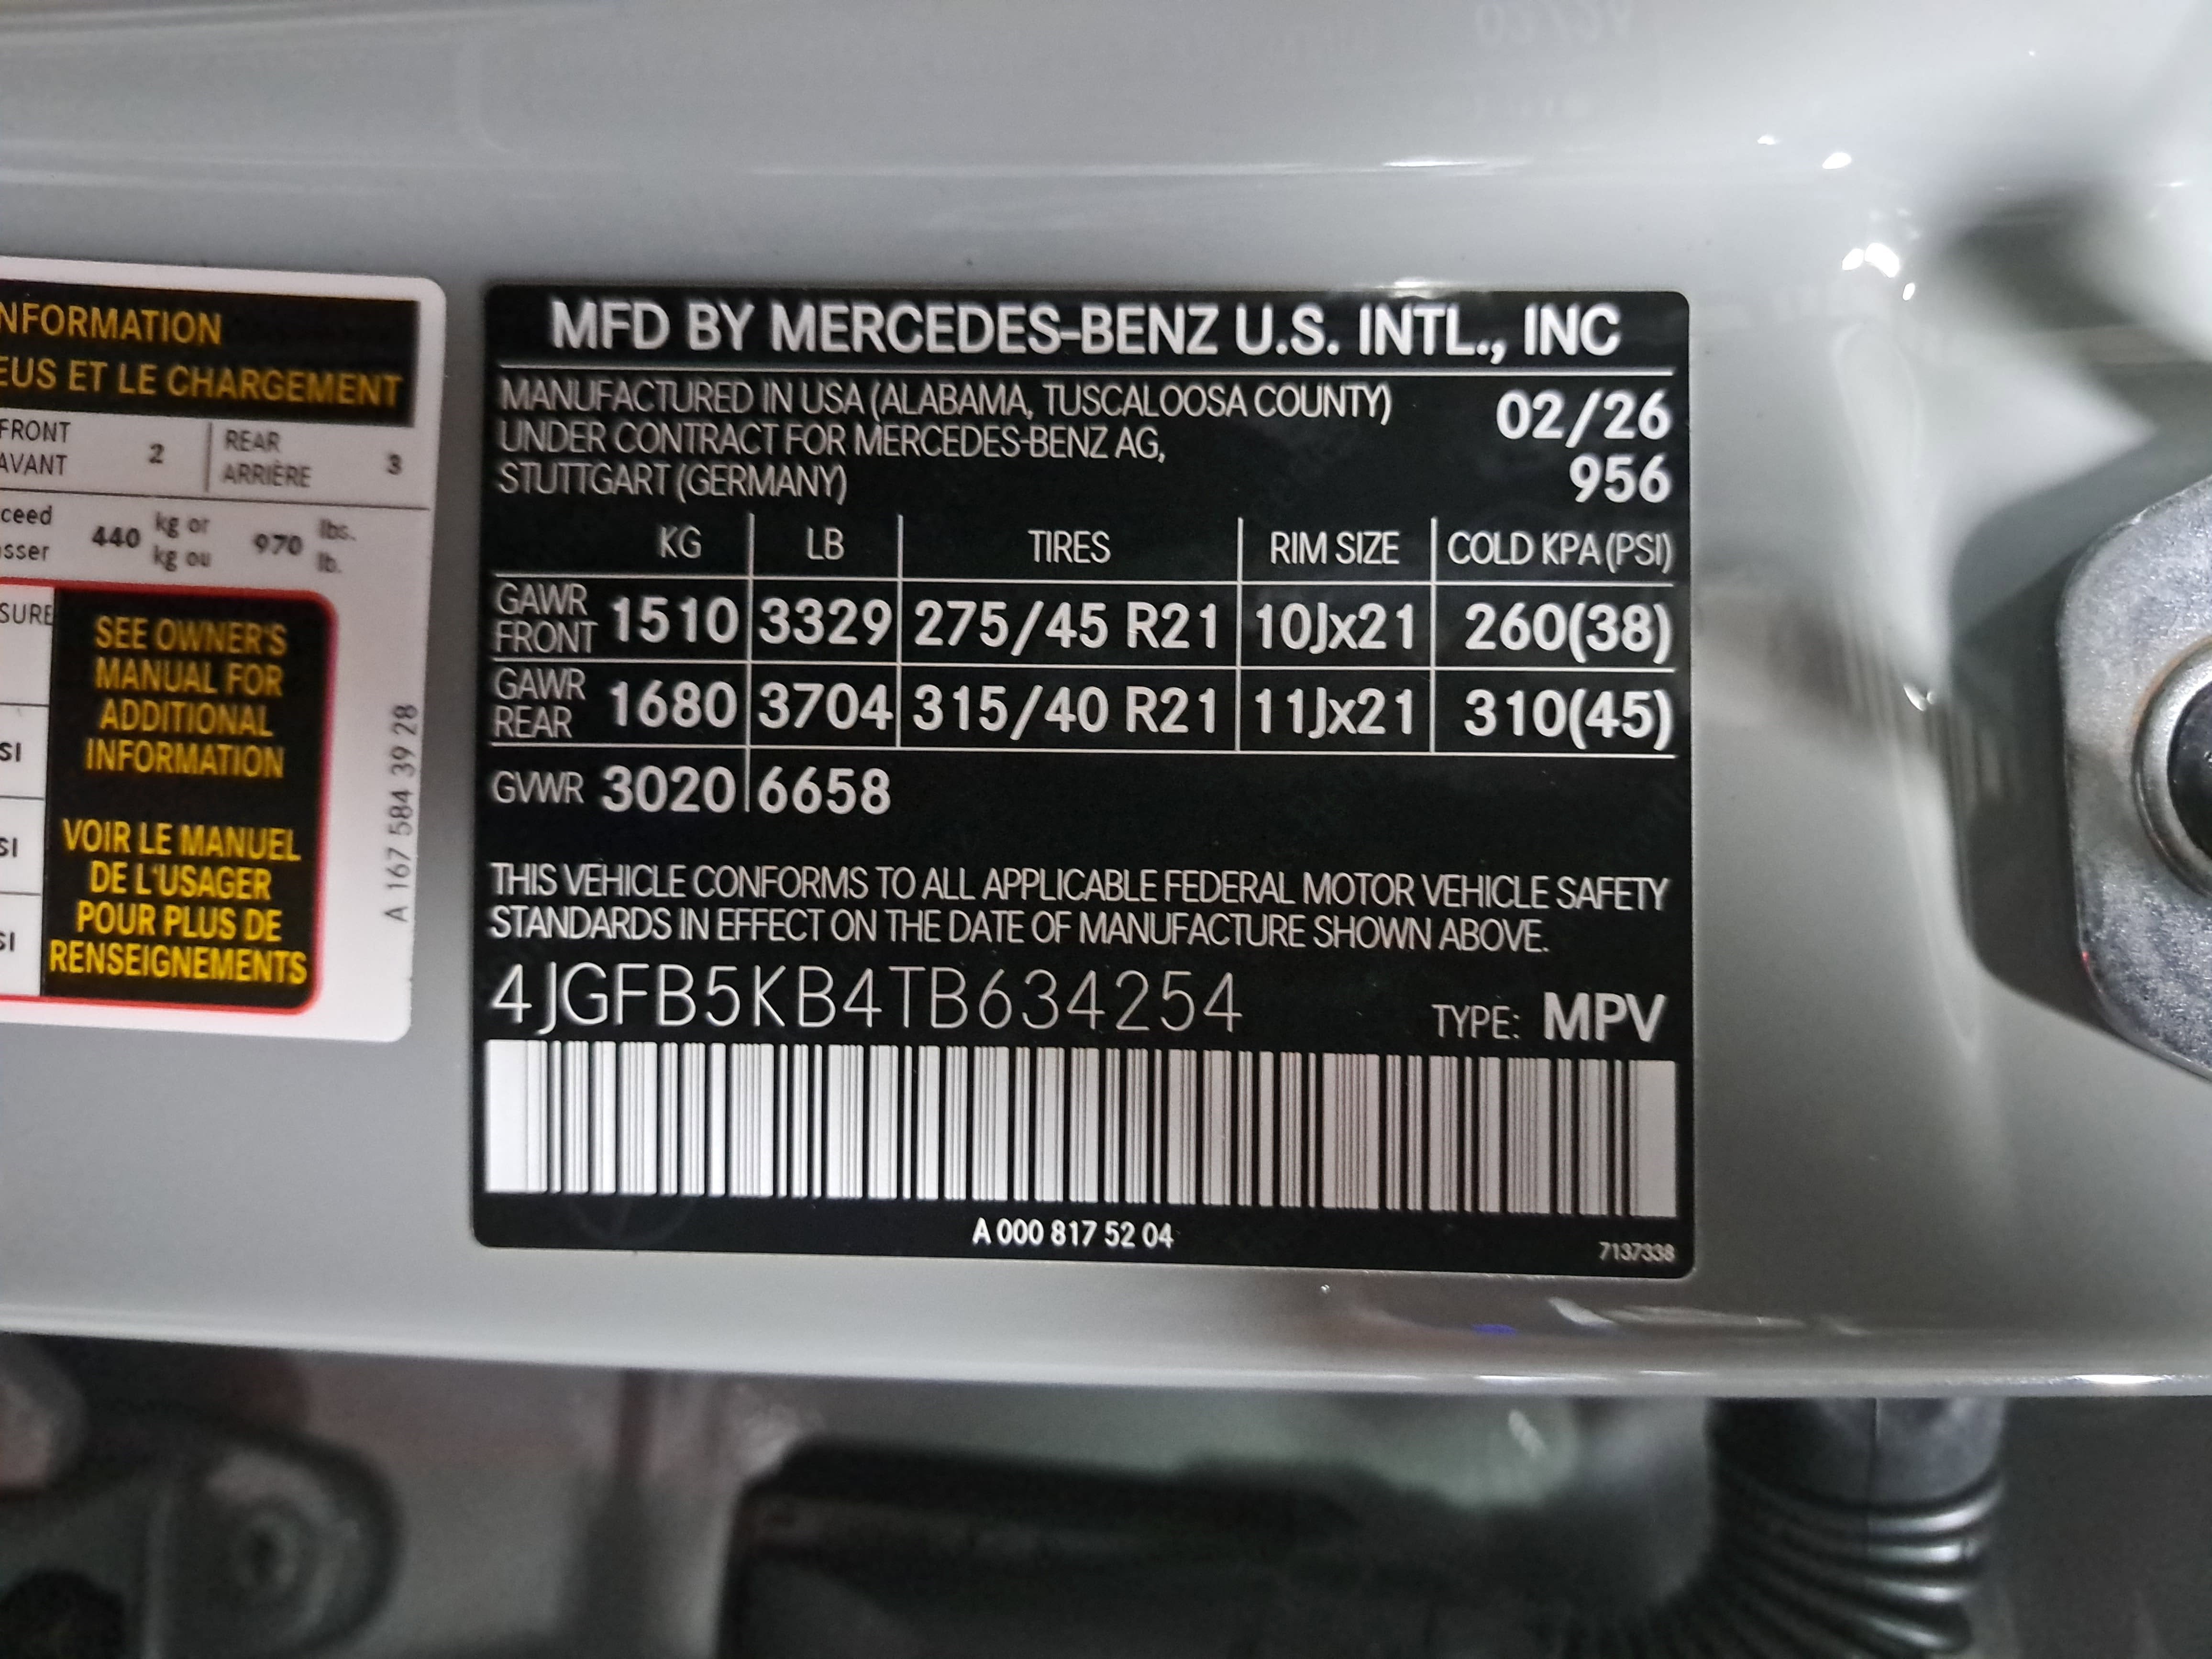 NFORMATION
EUS ET LE CHARGEMENT
FRONT 2 REAR 3
AVANT ARRIÈRE
ceed 440 kg or 970 lbs.
sser kg ou lb.
SURE
SEE OWNER'S
MANUAL FOR
ADDITIONAL
INFORMATION
VOIR LE MANUEL
DE L'USAGER
POUR PLUS DE
RENSEIGNEMENTS
SI
SI
SI
A 167 584 39 28
MFD BY MERCEDES-BENZ U.S. INTL., INC
MANUFACTURED IN USA (ALABAMA, TUSCALOOSA COUNTY) 02/26
UNDER CONTRACT FOR MERCEDES-BENZ AG,
STUTTGART (GERMANY) 956
KG LB TIRES RIM SIZE COLD KPA (PSI)
GAWR FRONT 1510 3329 275/45 R21 10Jx21 260(38)
GAWR REAR 1680 3704 315/40 R21 11Jx21 310(45)
GVWR 3020 6658
THIS VEHICLE CONFORMS TO ALL APPLICABLE FEDERAL MOTOR VEHICLE SAFETY
STANDARDS IN EFFECT ON THE DATE OF MANUFACTURE SHOWN ABOVE.
4JGFB5KB4TB634254 TYPE: MPV
A 000 817 52 04
7137338